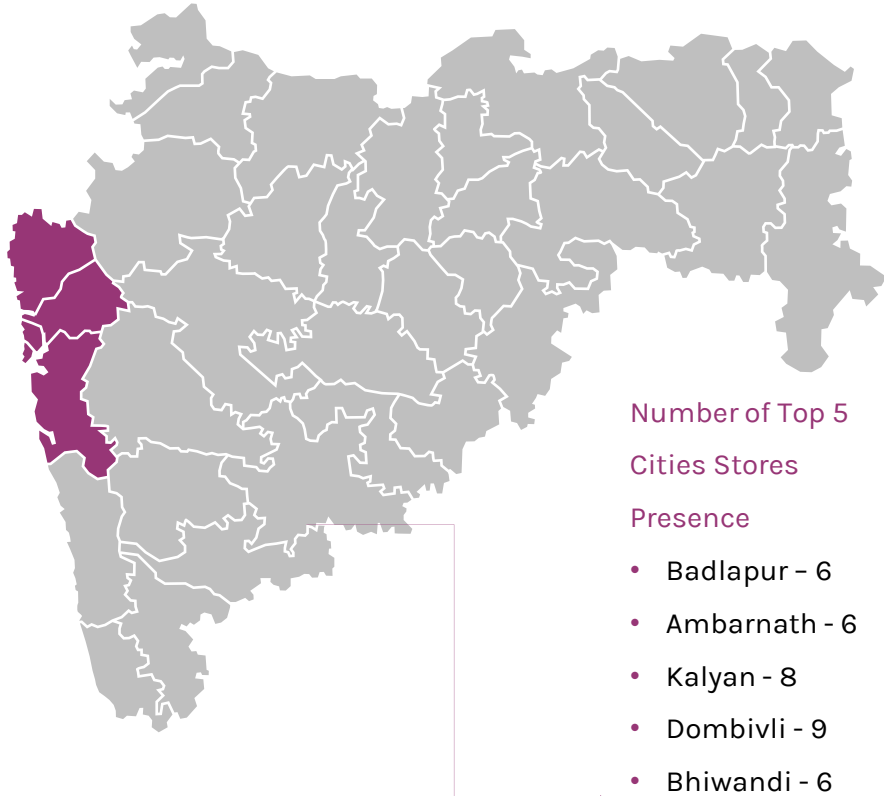 Number of Top 5
Cities Stores
Presence
• Badlapur – 6
• Ambarnath - 6
• Kalyan - 8
• Dombivli - 9
• Bhiwandi - 6